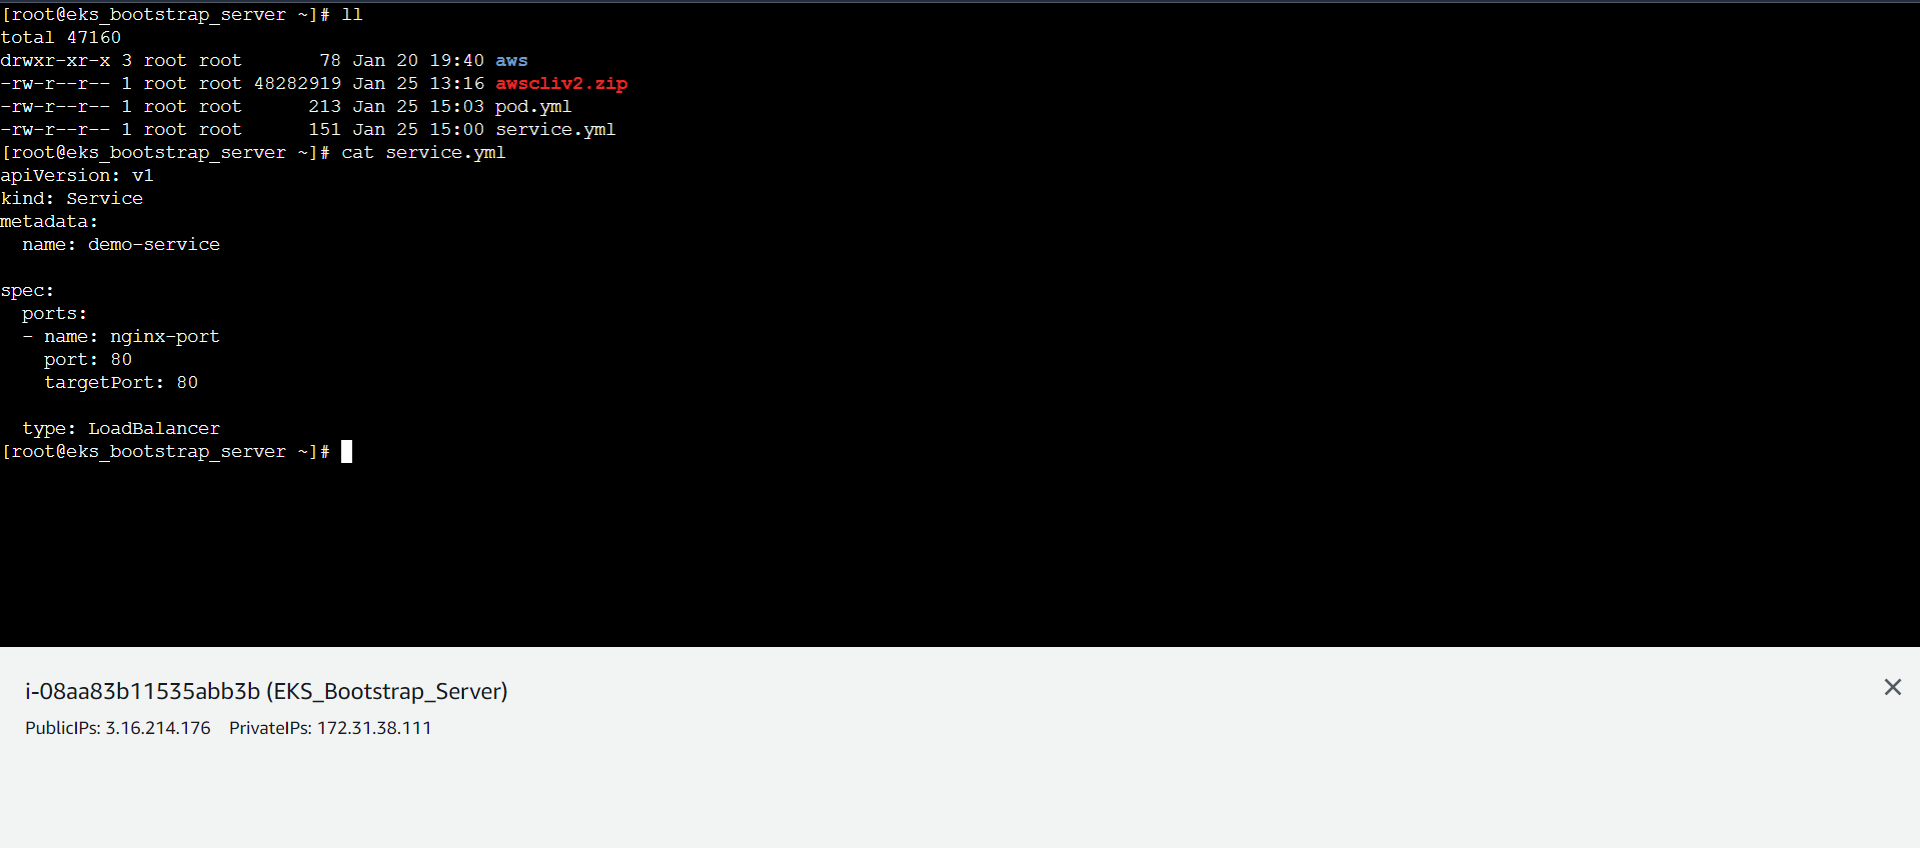 [root@eks_bootstrap_server ~]# ll
total 47160
drwxr-xr-x 3 root root       78 Jan 20 19:40 aws
-rw-r--r-- 1 root root 48282919 Jan 25 13:16 awscliv2.zip
-rw-r--r-- 1 root root      213 Jan 25 15:03 pod.yml
-rw-r--r-- 1 root root      151 Jan 25 15:00 service.yml
[root@eks_bootstrap_server ~]# cat service.yml
apiVersion: v1
kind: Service
metadata:
  name: demo-service

spec:
  ports:
  - name: nginx-port
    port: 80
    targetPort: 80

  type: LoadBalancer
[root@eks_bootstrap_server ~]#
i-08aa83b11535abb3b (EKS_Bootstrap_Server)
PublicIPs: 3.16.214.176 PrivateIPs: 172.31.38.111